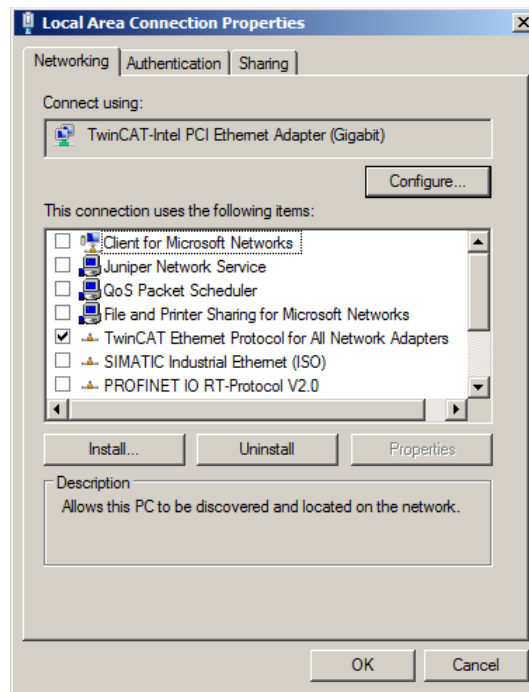 Local Area Connection Properties
Networking Authentication Sharing
Connect using:
TwinCAT-Intel PCI Ethernet Adapter (Gigabit)
Configure...
This connection uses the following items:
Client for Microsoft Networks
Juniper Network Service
QoS Packet Scheduler
File and Printer Sharing for Microsoft Networks
TwinCAT Ethernet Protocol for All Network Adapters
SIMATIC Industrial Ethernet (ISO)
PROFINET IO RT-Protocol V2.0
Install... Uninstall Properties
Description
Allows this PC to be discovered and located on the network.
OK Cancel